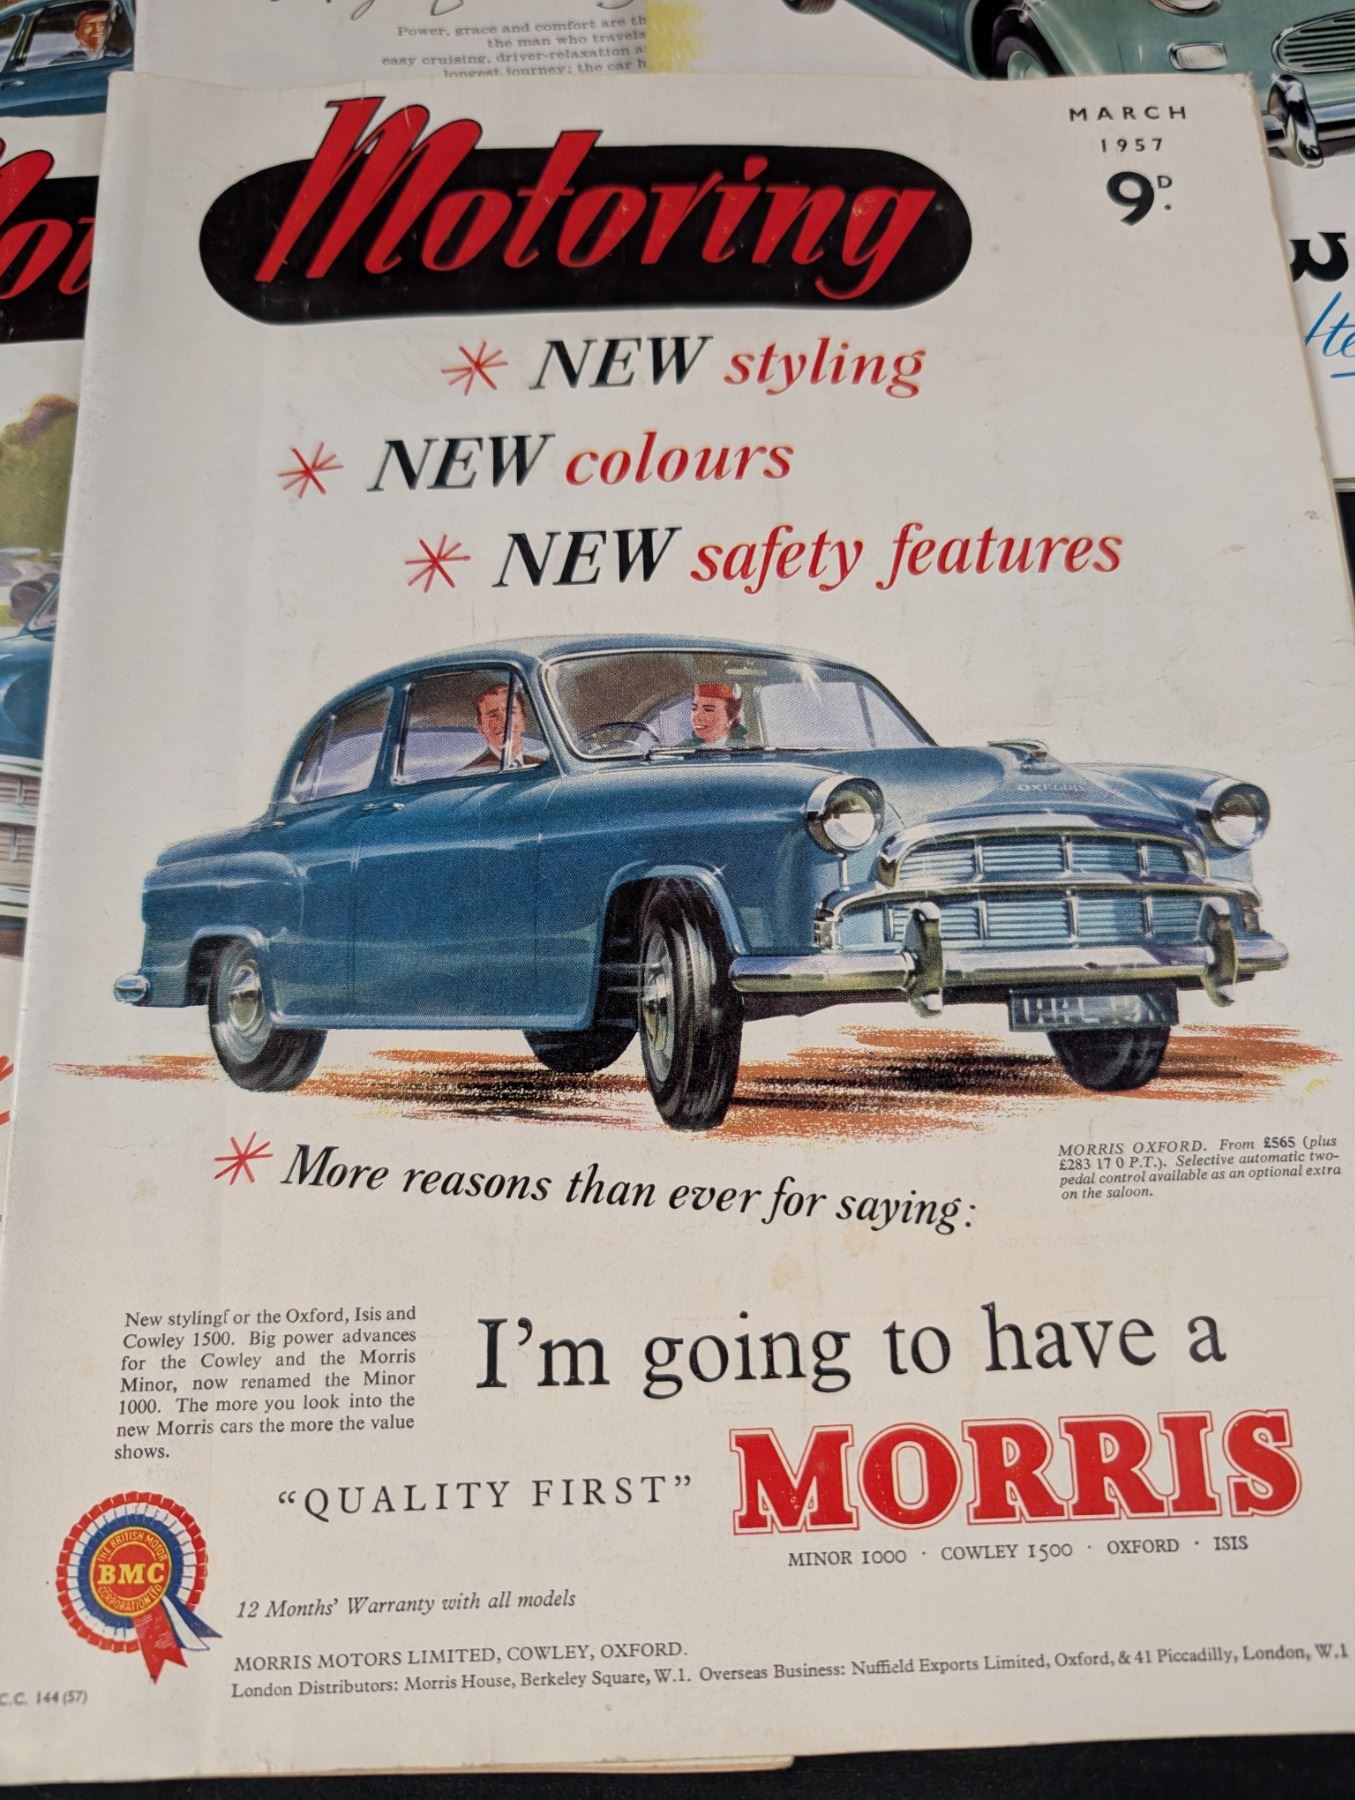 Power, grace and comfort are th
the man who travels
easy cruising, driver-relaxation a
longest journey: the car h
Motoring
MARCH
1957
9D.
* NEW styling
* NEW colours
* NEW safety features
OXFORD
* More reasons than ever for saying:
MORRIS OXFORD. From £565 (plus
£283 17 0 P.T.). Selective automatic two-
pedal control available as an optional extra
on the saloon.
New stylingf or the Oxford, Isis and
Cowley 1500. Big power advances
for the Cowley and the Morris
Minor, now renamed the Minor
1000. The more you look into the
new Morris cars the more the value
shows.
I'm going to have a
MORRIS
"QUALITY FIRST"
MINOR 1000 · COWLEY 1500 · OXFORD · ISIS
THE BRITISH MOTOR
BMC
CORPORATION LTD
12 Months' Warranty with all models
MORRIS MOTORS LIMITED, COWLEY, OXFORD.
London Distributors: Morris House, Berkeley Square, W.1. Overseas Business: Nuffield Exports Limited, Oxford, & 41 Piccadilly, London, W.1
C.C. 144 (57)
3